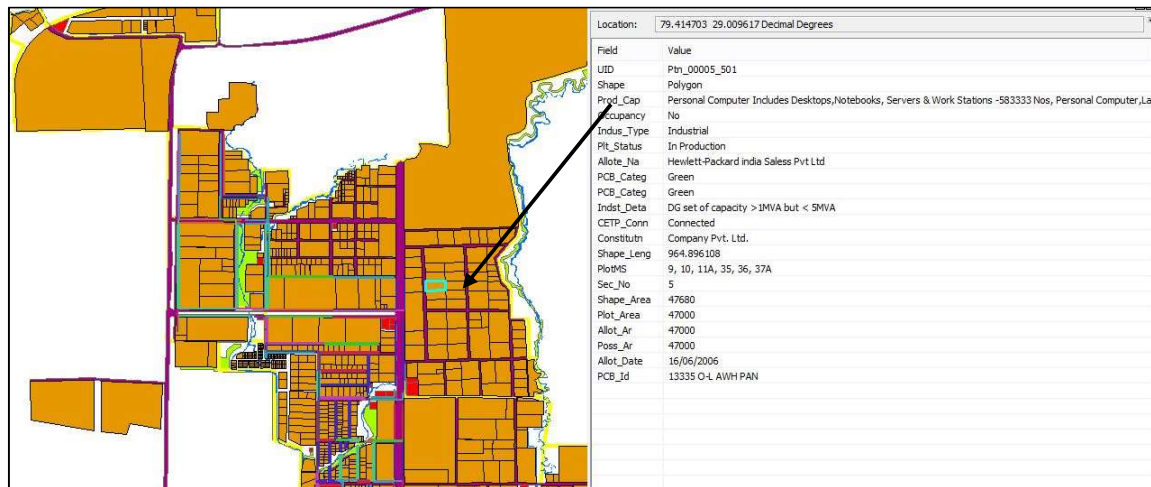 Location: 79.414703 29.009617 Decimal Degrees
Field Value
UID Ptn_00005_501
Shape Polygon
Prod_Cap Personal Computer Includes Desktops,Notebooks, Servers & Work Stations -583333 Nos, Personal Computer,La
Occupancy No
Indus_Type Industrial
Plt_Status In Production
Allote_Na Hewlett-Packard india Saless Pvt Ltd
PCB_Categ Green
PCB_Categ Green
Indst_Deta DG set of capacity >1MVA but < 5MVA
CETP_Conn Connected
Constitutn Company Pvt. Ltd.
Shape_Leng 964.896108
PlotMS 9, 10, 11A, 35, 36, 37A
Sec_No 5
Shape_Area 47680
Plot_Area 47000
Allot_Ar 47000
Poss_Ar 47000
Allot_Date 16/06/2006
PCB_Id 13335 O-L AWH PAN